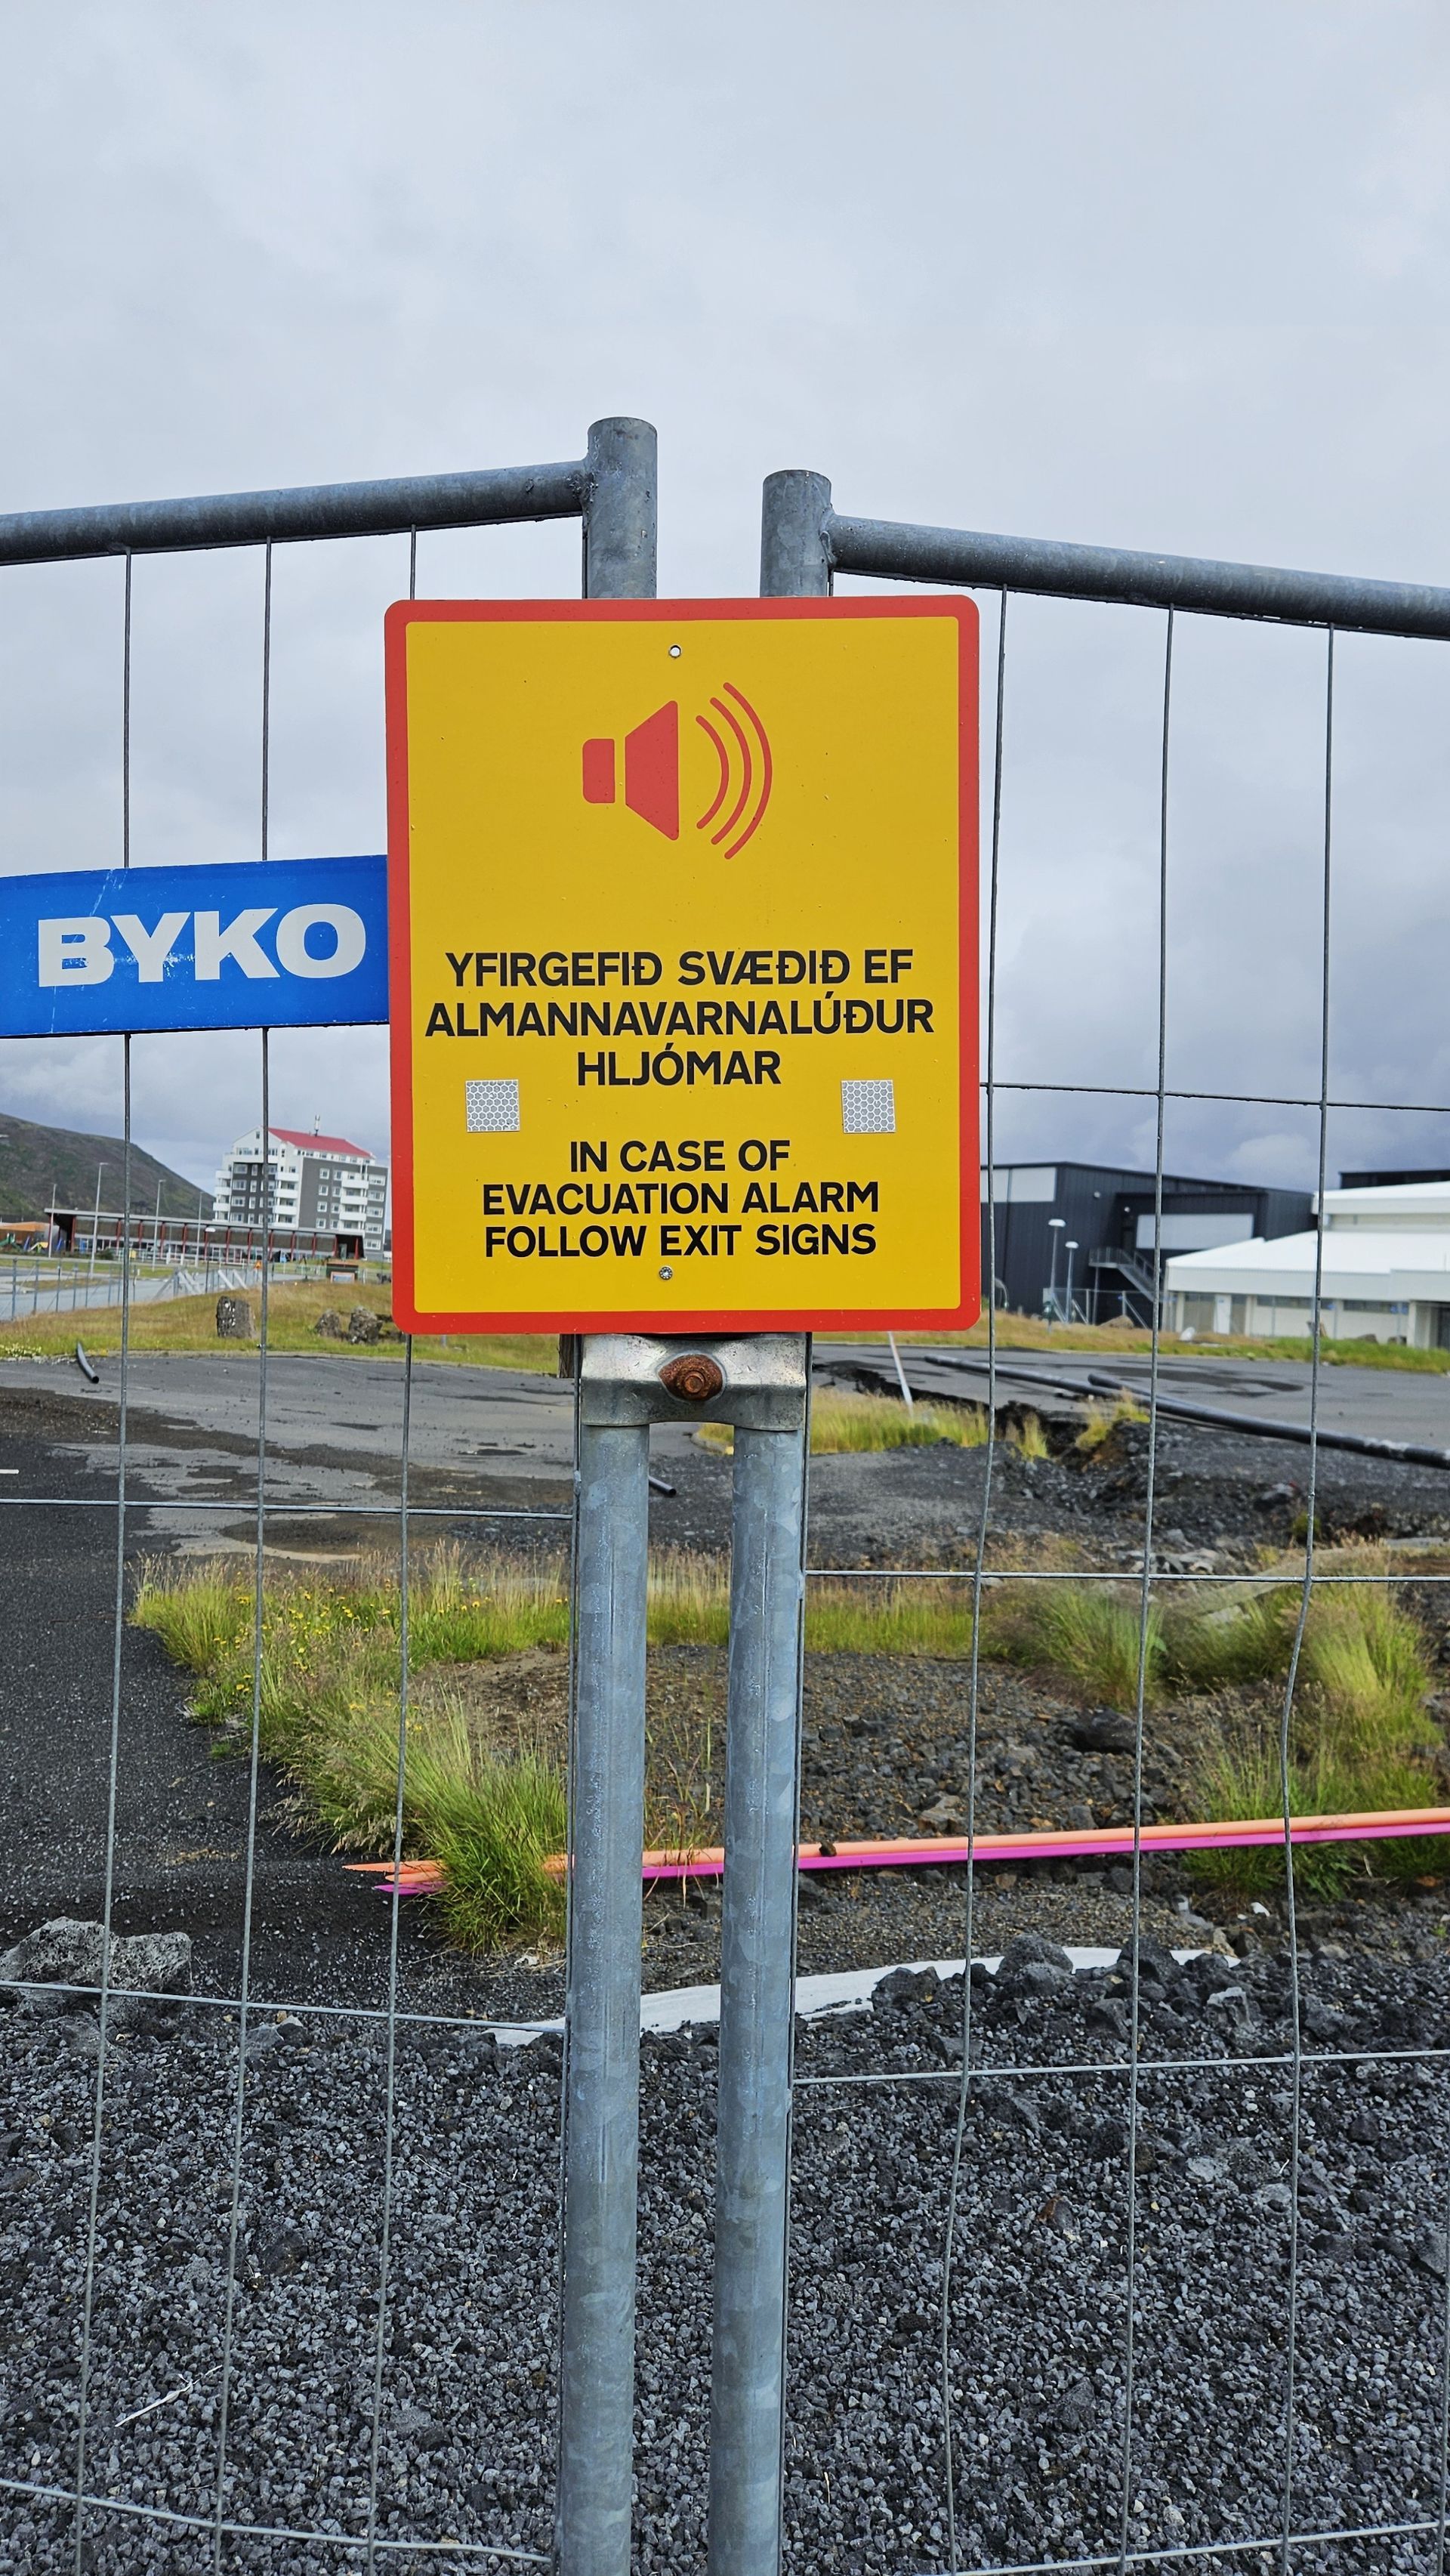 BYKO
YFIRGEFIÐ SVÆÐIÐ EF
ALMANNAVARNALÚÐUR
HLJÓMAR
IN CASE OF
EVACUATION ALARM
FOLLOW EXIT SIGNS